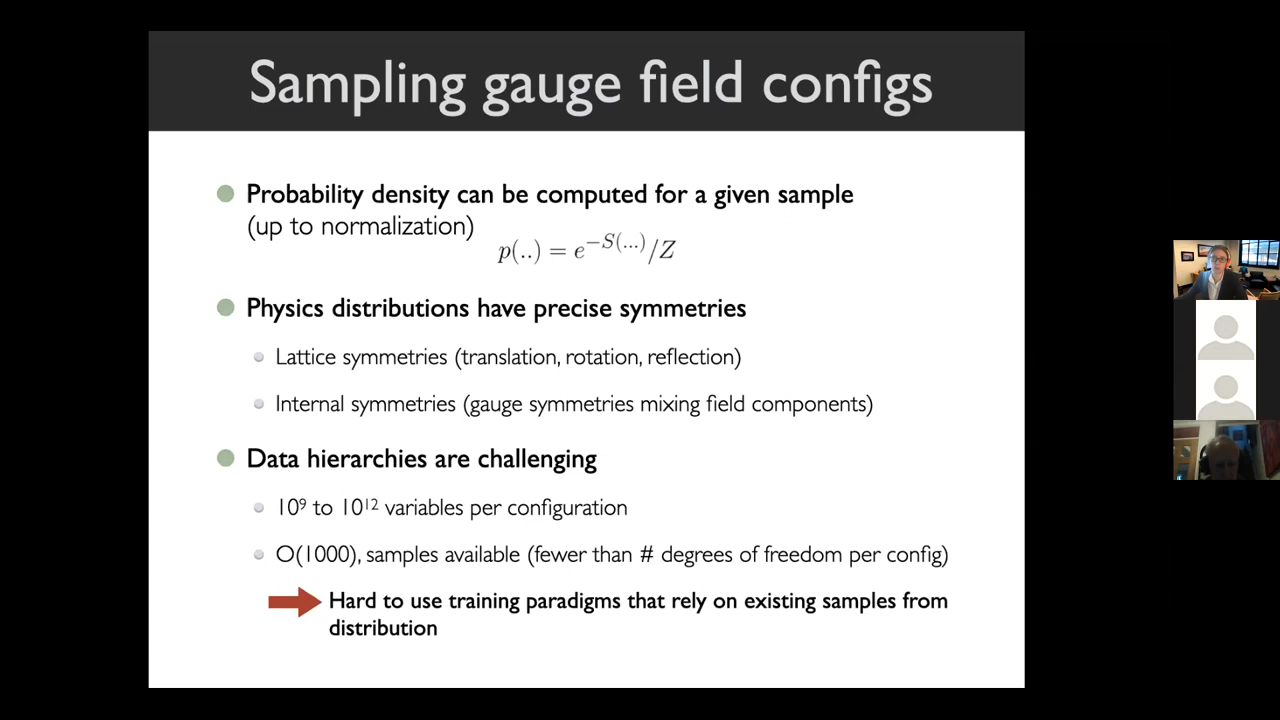 Sampling gauge field configs
Probability density can be computed for a given sample
(up to normalization)
p(..) = e^{-S(...)}/Z
Physics distributions have precise symmetries
Lattice symmetries (translation, rotation, reflection)
Internal symmetries (gauge symmetries mixing field components)
Data hierarchies are challenging
10⁹ to 10¹² variables per configuration
O(1000), samples available (fewer than # degrees of freedom per config)
Hard to use training paradigms that rely on existing samples from
distribution